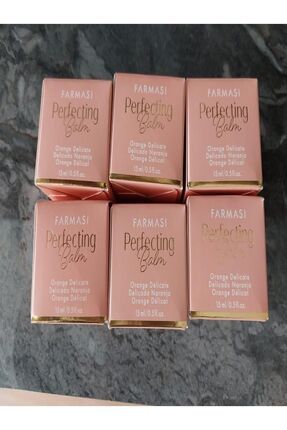 FARMASI
Perfecting
Balm
Orange Delicate
Delicado Naranja
Orange Délicat
15 ml/0.5 fl.oz.
FARMASI
Perfecting
Balm
Orange Delicate
Delicado Naranja
Orange Délicat
15 ml/0.5 fl.oz.
FARMASI
Perfecting
Balm
Orange Delicate
Delicado Naranja
Orange Délicat
15 ml/0.5 fl.oz.
FARMASI
Perfecting
Balm
Orange Delicate
Delicado Naranja
Orange Délicat
15 ml/0.5 fl.oz.
FARMASI
Perfecting
Balm
Orange Delicate
Delicado Naranja
Orange Délicat
15 ml/0.5 fl.oz.
FARMASI
Perfecting
Orange Delicate
Delicado Naranja
Orange Délicat
15 ml/0.5 fl.oz.